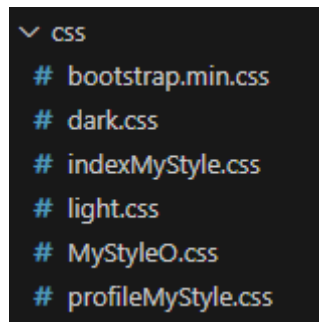 css
# bootstrap.min.css
# dark.css
# indexMyStyle.css
# light.css
# MyStyleO.css
# profileMyStyle.css